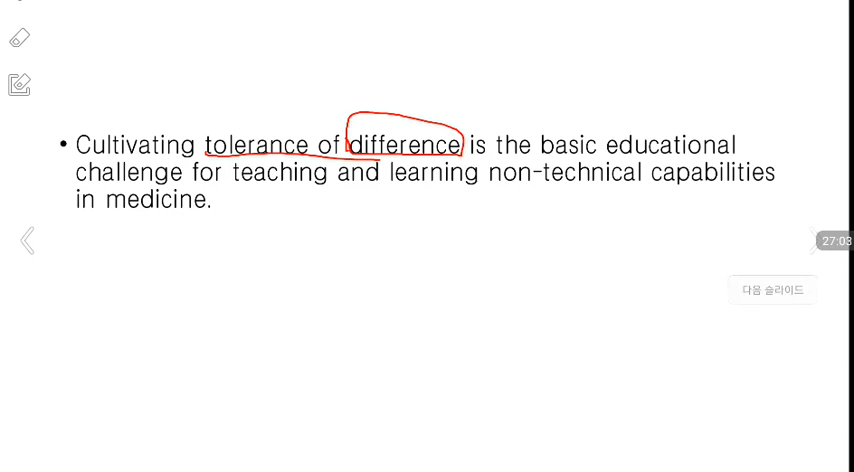 • Cultivating tolerance of difference is the basic educational
challenge for teaching and learning non-technical capabilities
in medicine.
27:03
다음 슬라이드